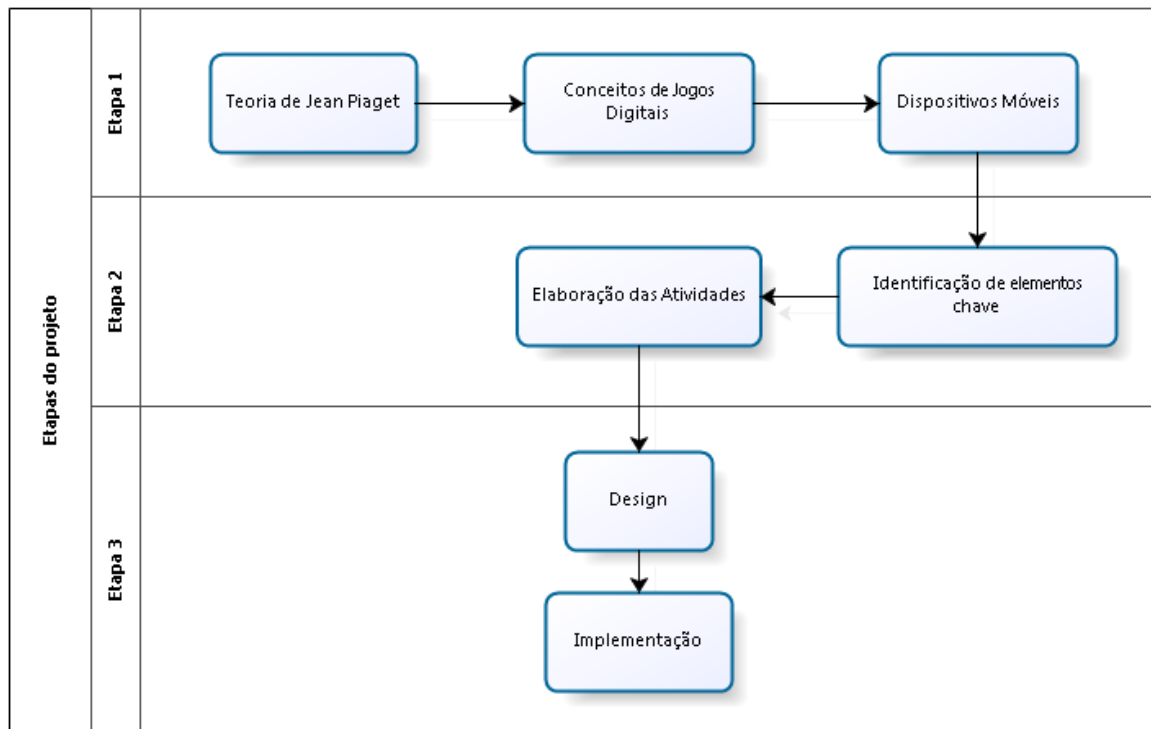 Etapas do projeto
Etapa 1
Teoria de Jean Piaget
Conceitos de Jogos
Digitais
Dispositivos Móveis
Etapa 2
Elaboração das Atividades
Identificação de elementos
chave
Etapa 3
Design
Implementação